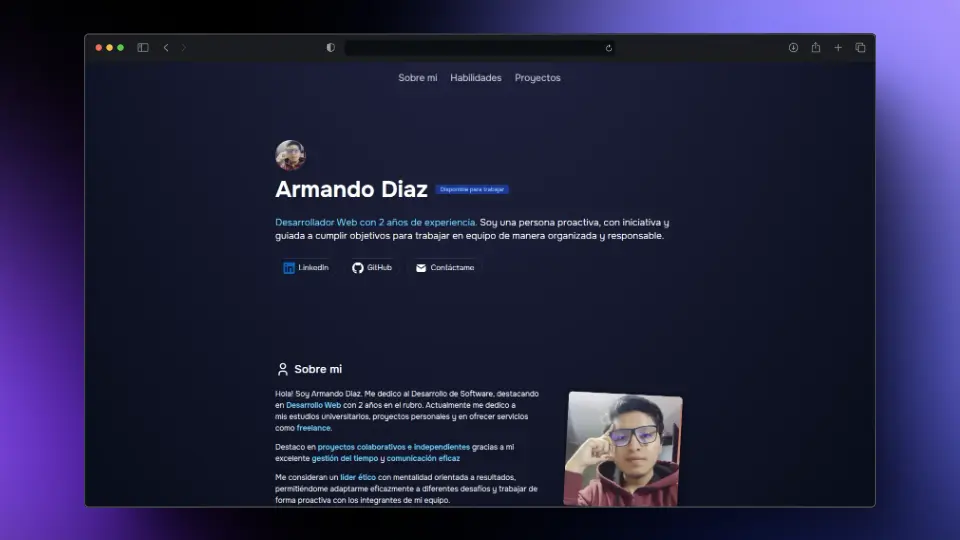 Sobre mi Habilidades Proyectos
Armando Diaz Disponible para trabajar
Desarrollador Web con 2 años de experiencia. Soy una persona proactiva, con iniciativa y
guiada a cumplir objetivos para trabajar en equipo de manera organizada y responsable.
LinkedIn GitHub Contáctame
Sobre mi
Hola! Soy Armando Diaz. Me dedico al Desarrollo de Software, destacando
en Desarrollo Web con 2 años en el rubro. Actualmente me dedico a
mis estudios universitarios, proyectos personales y en ofrecer servicios
como freelance.
Destaco en proyectos colaborativos e independientes gracias a mi
excelente gestión del tiempo y comunicación eficaz
Me consideran un líder ético con mentalidad orientada a resultados,
permitiéndome adaptarme eficazmente a diferentes desafíos y trabajar de
forma proactiva con los integrantes de mi equipo.